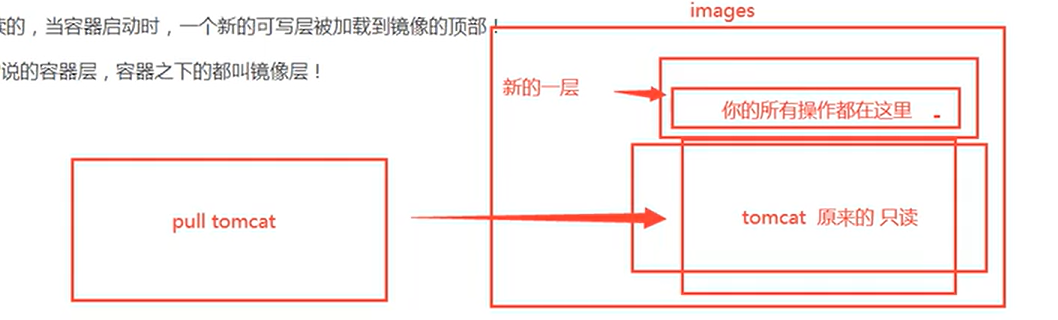 images
读的，当容器启动时，一个新的可写层被加载到镜像的顶部！
说的容器层，容器之下的都叫镜像层！
新的一层
你的所有操作都在这里
pull tomcat
tomcat 原来的 只读